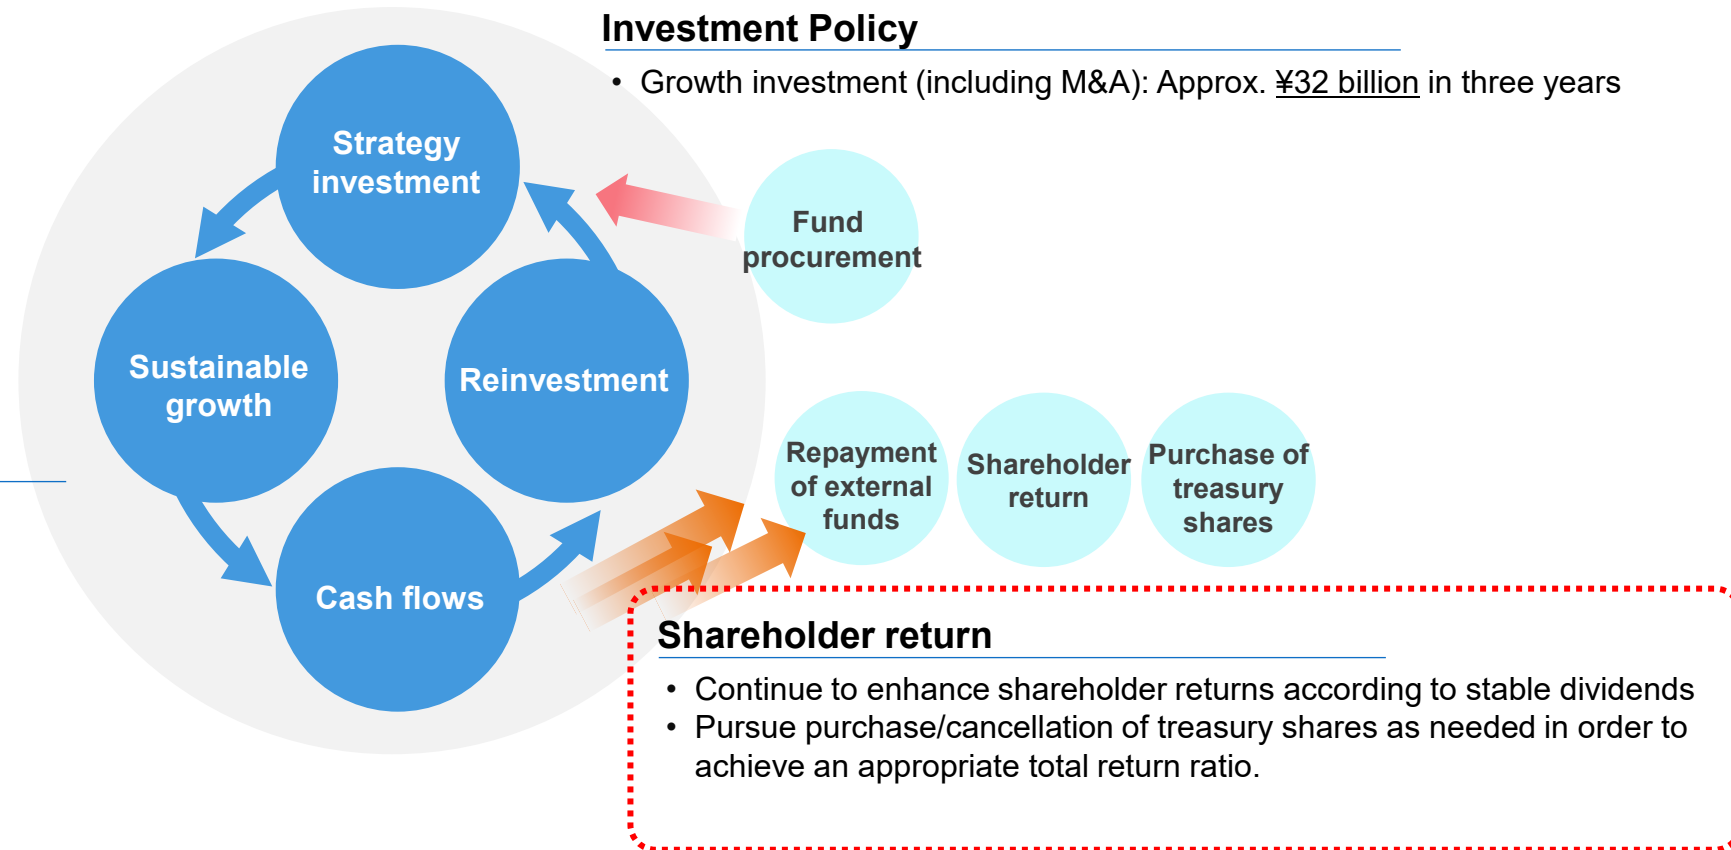 Investment Policy
• Growth investment (including M&A): Approx. ¥32 billion in three years
Strategy
investment
Fund
procurement
Sustainable
growth
Reinvestment
Repayment
of external
funds
Shareholder
return
Purchase of
treasury
shares
Cash flows
Shareholder return
• Continue to enhance shareholder returns according to stable dividends
• Pursue purchase/cancellation of treasury shares as needed in order to
achieve an appropriate total return ratio.